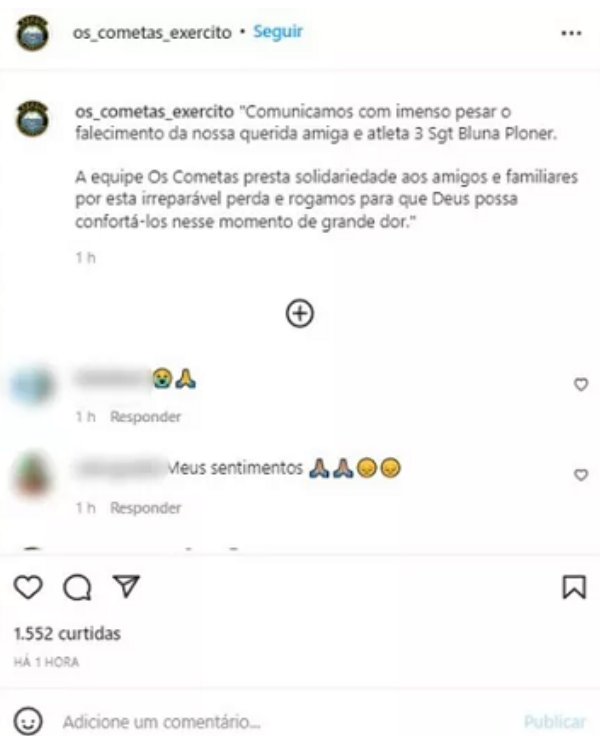 os_cometas_exercito • Seguir
os_cometas_exercito "Comunicamos com imenso pesar o
falecimento da nossa querida amiga e atleta 3 Sgt Bluna Ploner.
A equipe Os Cometas presta solidariedade aos amigos e familiares
por esta irreparável perda e rogamos para que Deus possa
confortá-los nesse momento de grande dor."
1 h
1 h Responder
Meus sentimentos
1 h Responder
1.552 curtidas
HÁ 1 HORA
Adicione um comentário... Publicar